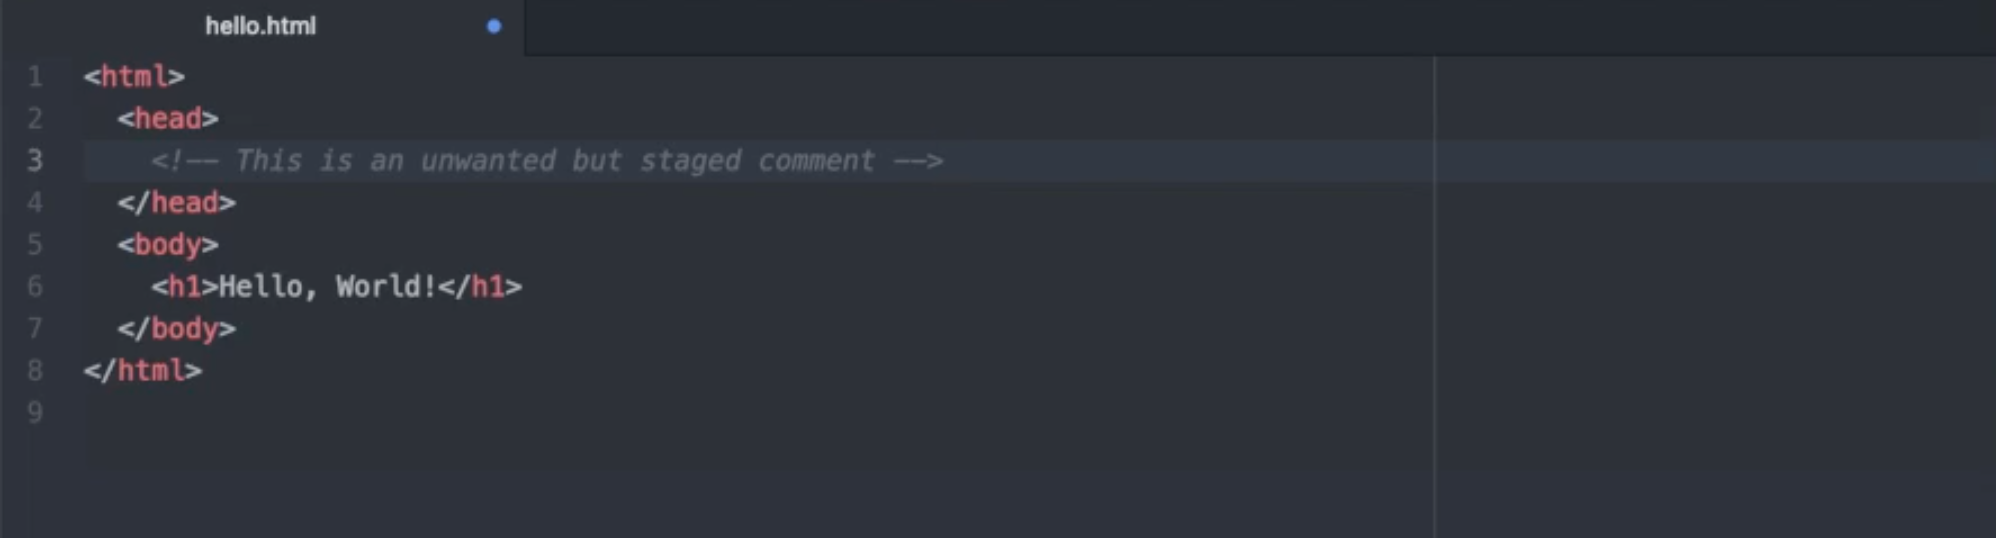 hello.html
1 <html>
2   <head>
3     <!-- This is an unwanted but staged comment -->
4   </head>
5   <body>
6     <h1>Hello, World!</h1>
7   </body>
8 </html>
9